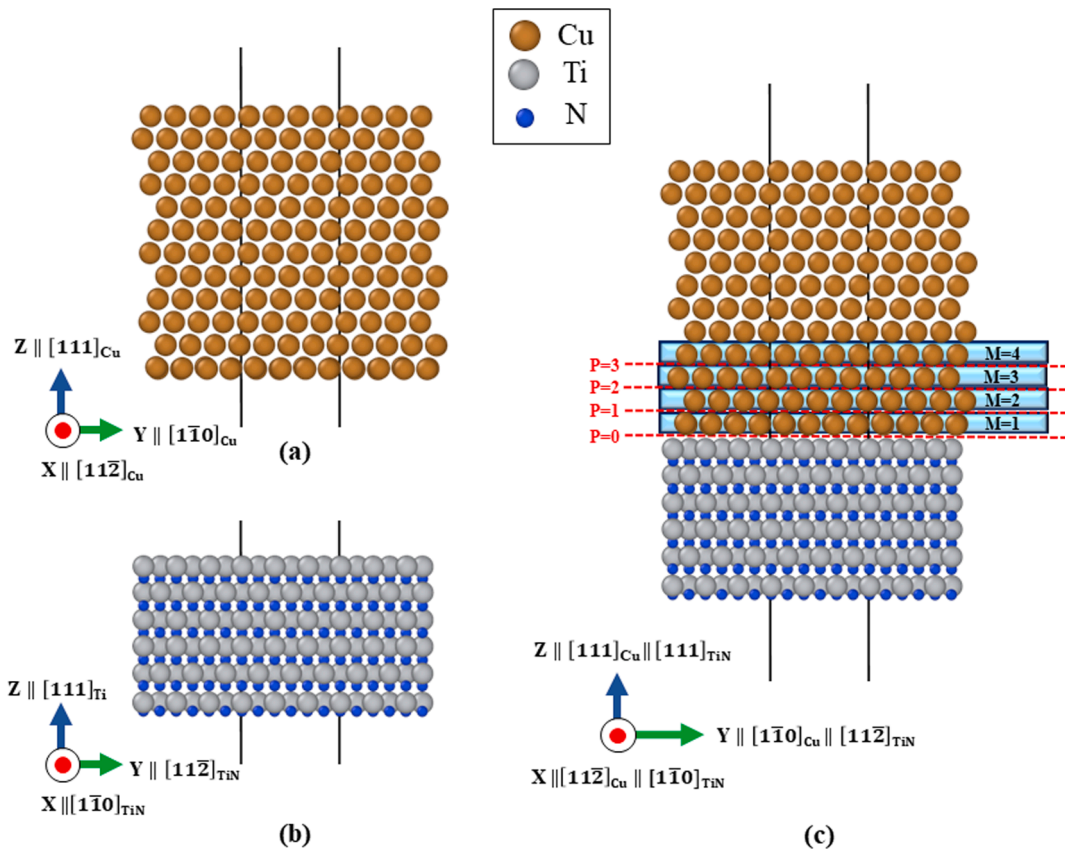 Cu
Ti
N
Z ∥ [111]Cu
Y ∥ [11̅0]Cu
X ∥ [112̅]Cu
(a)
Z ∥ [111]Ti
Y ∥ [112̅]TiN
X ∥[11̅0]TiN
(b)
P=3
P=2
P=1
P=0
M=4
M=3
M=2
M=1
Z ∥ [111]Cu∥ [111]TiN
Y ∥ [11̅0]Cu∥ [112̅]TiN
X ∥[112̅]Cu ∥ [11̅0]TiN
(c)